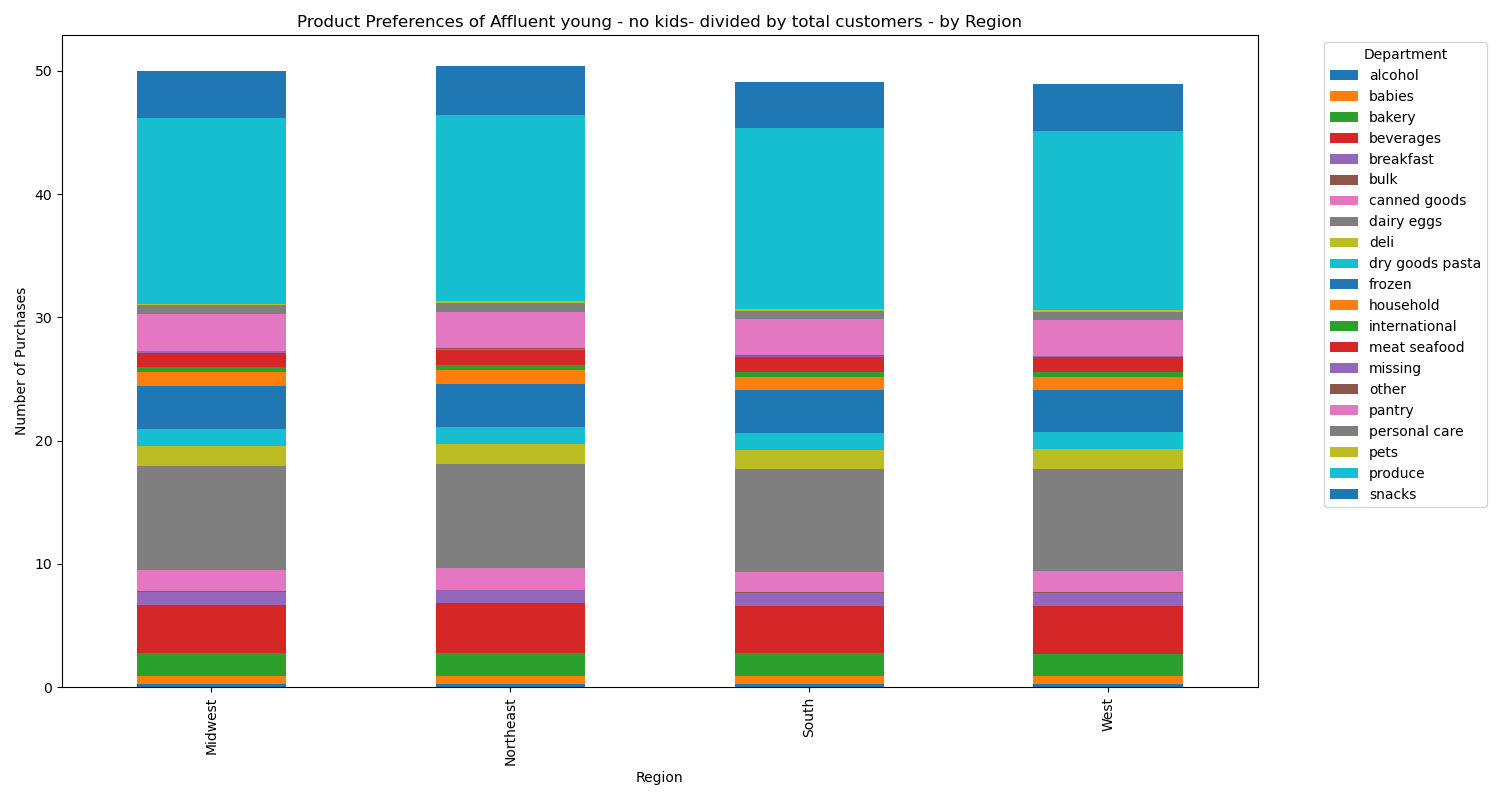 Product Preferences of Affluent young - no kids- divided by total customers - by Region
Number of Purchases
50
40
30
20
10
0
Midwest
Northeast
South
West
Region
Department
alcohol
babies
bakery
beverages
breakfast
bulk
canned goods
dairy eggs
deli
dry goods pasta
frozen
household
international
meat seafood
missing
other
pantry
personal care
pets
produce
snacks